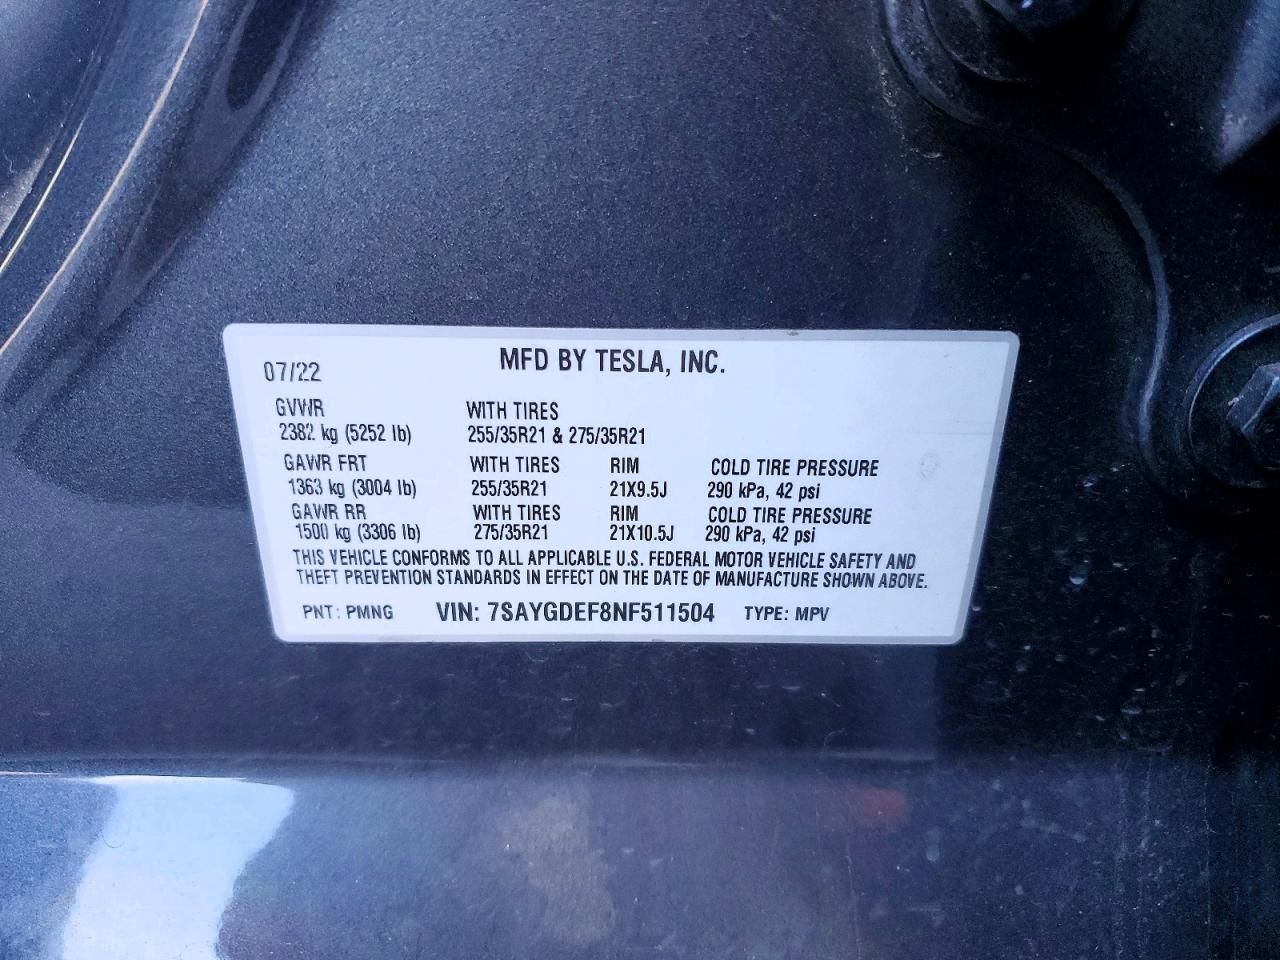 MFD BY TESLA, INC.
07/22
GVWR WITH TIRES
2382 kg (5252 lb) 255/35R21 & 275/35R21
GAWR FRT WITH TIRES RIM COLD TIRE PRESSURE
1363 kg (3004 lb) 255/35R21 21X9.5J 290 kPa, 42 psi
GAWR RR WITH TIRES RIM COLD TIRE PRESSURE
1500 kg (3306 lb) 275/35R21 21X10.5J 290 kPa, 42 psi
THIS VEHICLE CONFORMS TO ALL APPLICABLE U.S. FEDERAL MOTOR VEHICLE SAFETY AND
THEFT PREVENTION STANDARDS IN EFFECT ON THE DATE OF MANUFACTURE SHOWN ABOVE.
PNT: PMNG VIN: 7SAYGDEF8NF511504 TYPE: MPV